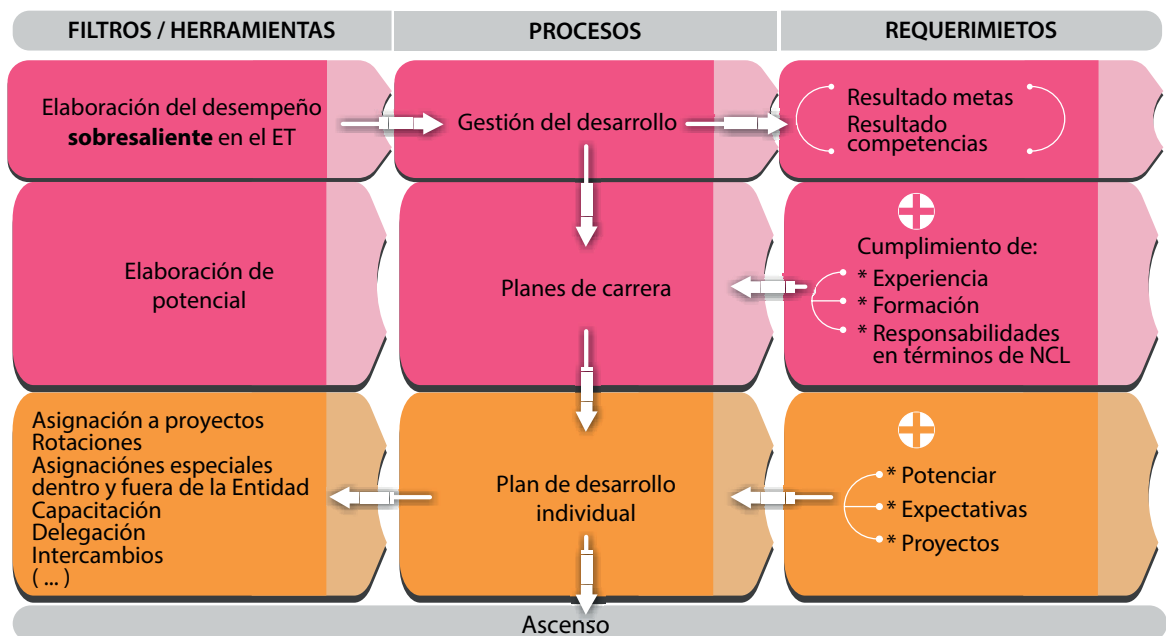 FILTROS / HERRAMIENTAS
PROCESOS
REQUERIMIETOS
Elaboración del desempeño
sobresaliente en el ET
Gestión del desarrollo
Resultado metas
Resultado
competencias
Elaboración de
potencial
Planes de carrera
Cumplimiento de:
* Experiencia
* Formación
* Responsabilidades
en términos de NCL
Asignación a proyectos
Rotaciones
Asignaciónes especiales
dentro y fuera de la Entidad
Capacitación
Delegación
Intercambios
( ... )
Plan de desarrollo
individual
* Potenciar
* Expectativas
* Proyectos
Ascenso